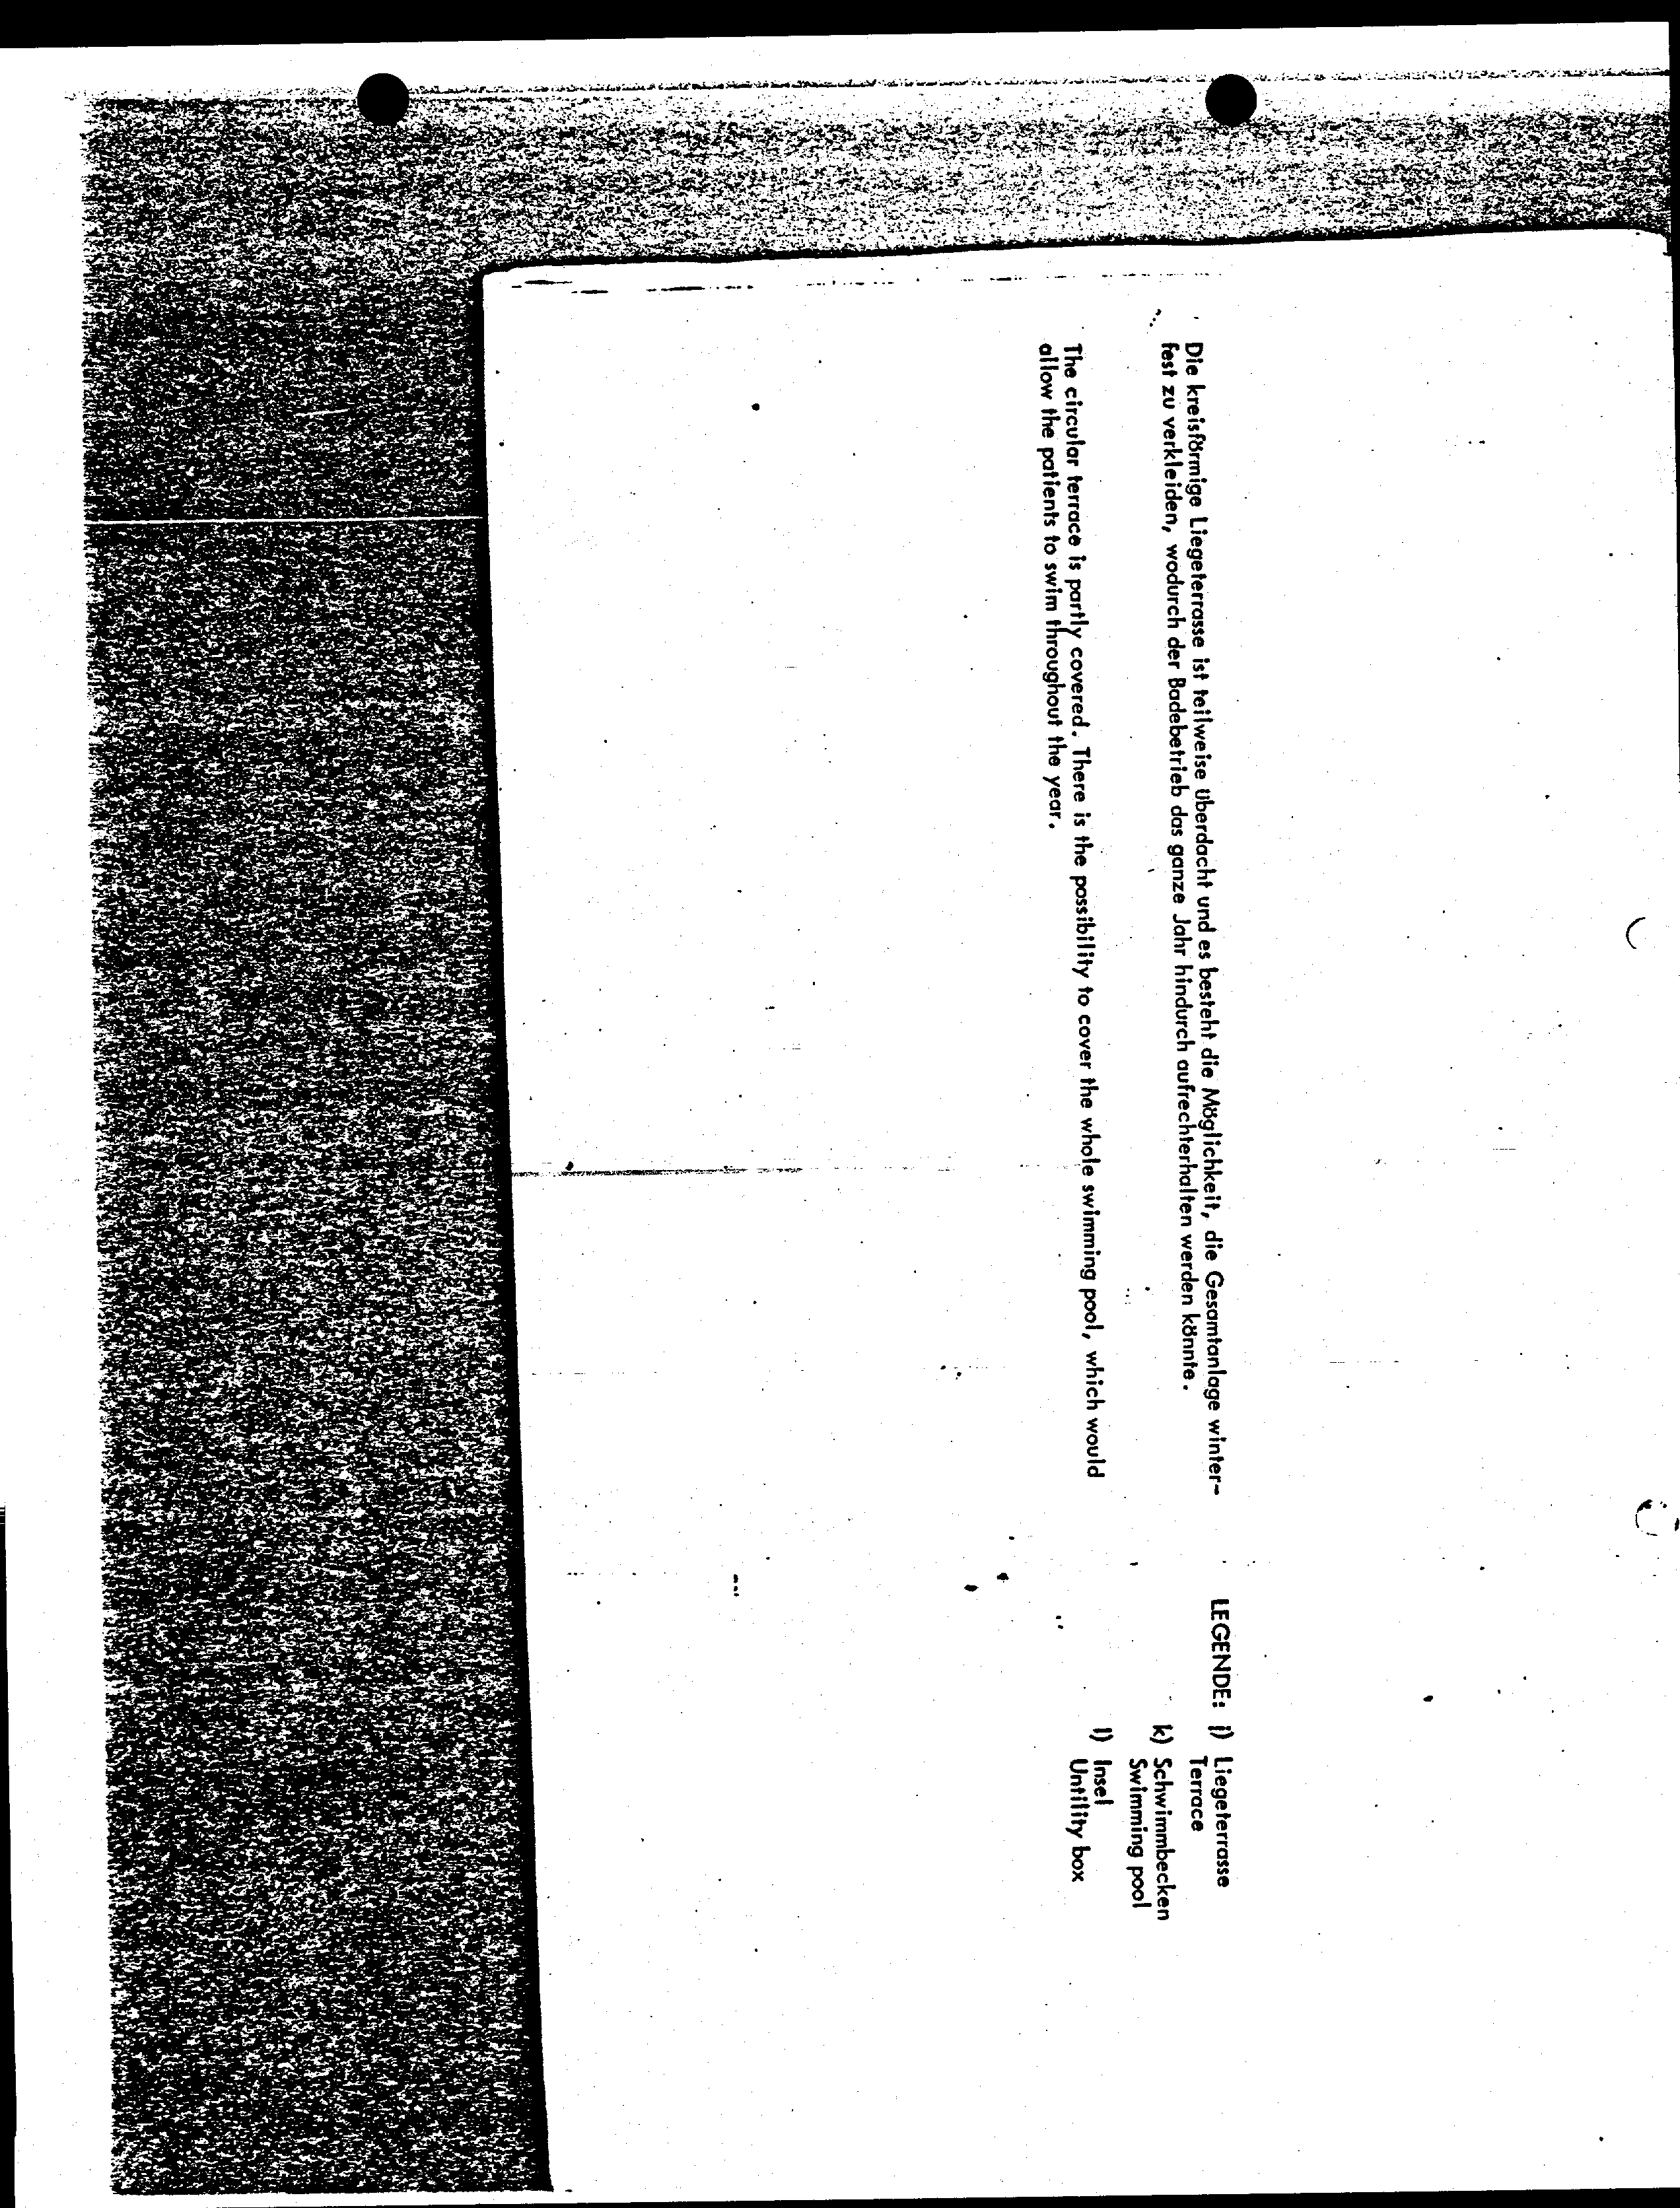 Die kreisförmige Liegeterrasse ist teilweise überdacht und es besteht die Möglichkeit, die Gesamtanlage winter-
fest zu verkleiden, wodurch der Badebetrieb das ganze Jahr hindurch aufrechterhalten werden könnte.
The circular terrace is partly covered. There is the possibility to cover the whole swimming pool, which would
allow the patients to swim throughout the year.
LEGENDE: j) Liegeterrasse
Terrace
k) Schwimmbecken
Swimming pool
l) Insel
Untility box